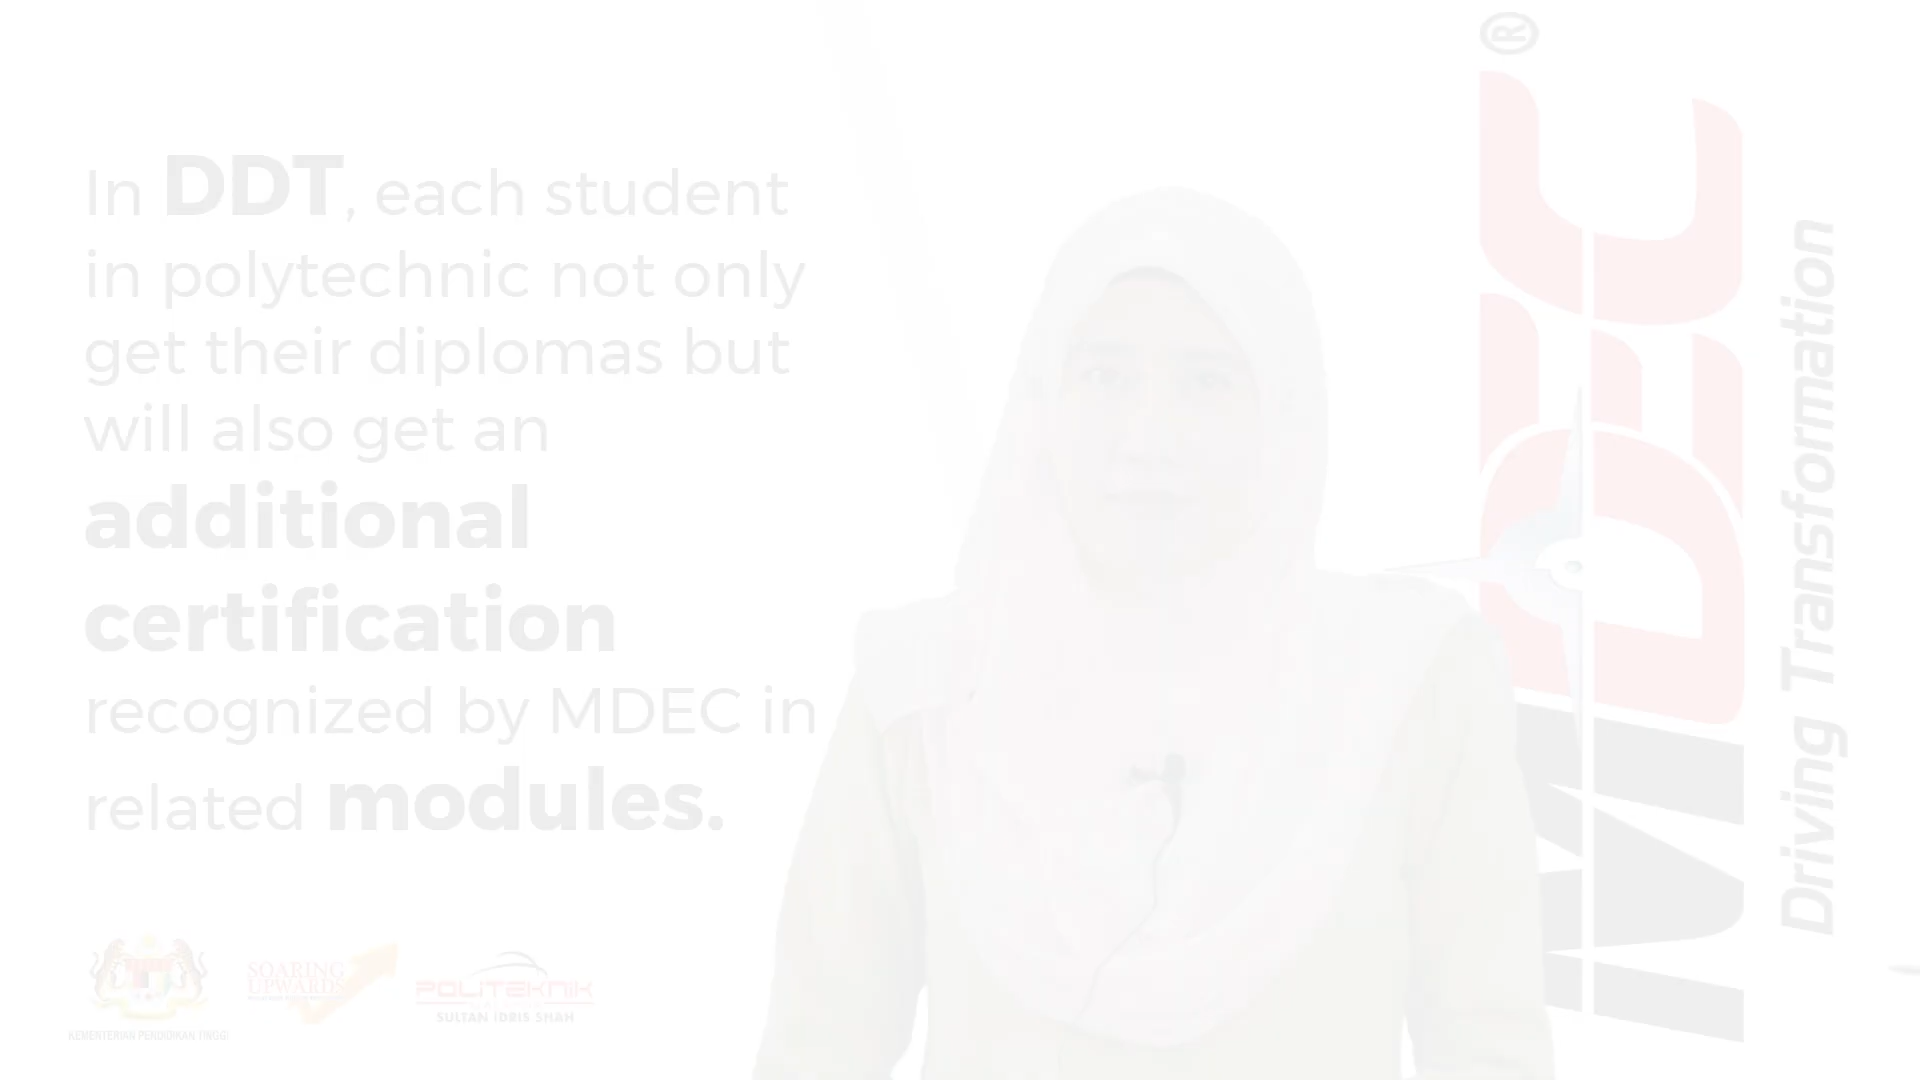 In DDT, each student
in polytechnic not only
get their diplomas but
will also get an
additional
certification
recognized by MDEC in
related modules.
MDEC®
Driving Transformation
KEMENTERIAN PENDIDIKAN TINGGI
SOARING
UPWARDS
POLITEKNIK
SULTAN IDRIS SHAH